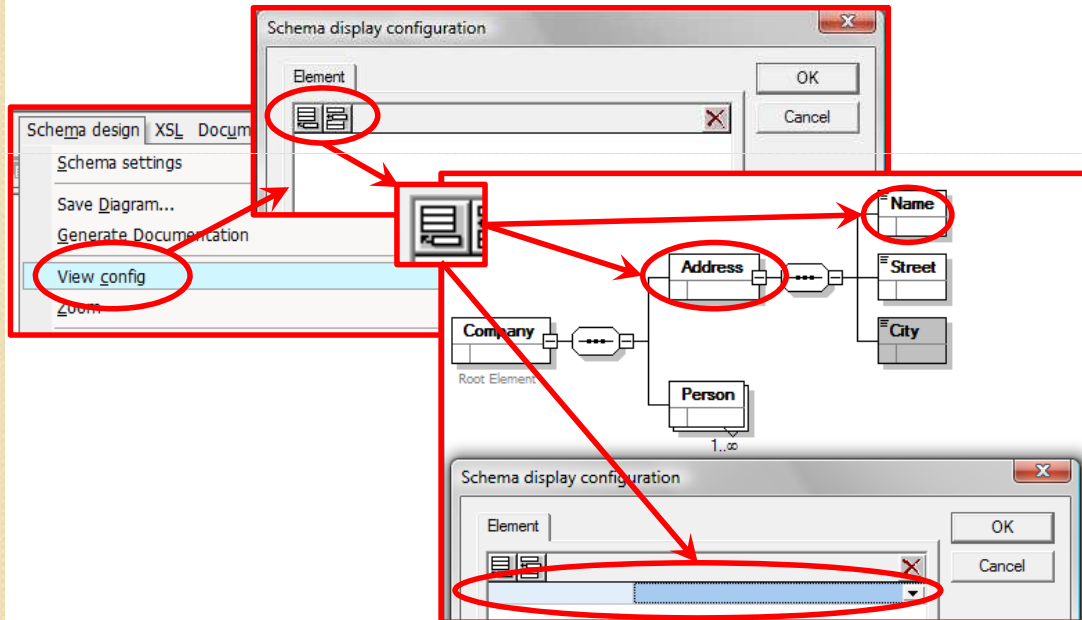 Schema display configuration
Element
OK
Cancel
Schema design XSL Docum
Schema settings
Save Diagram...
Generate Documentation
View config
Zoom
Name
Address
Street
Company
City
Root Element
Person
1..∞
Schema display configuration
Element
OK
Cancel